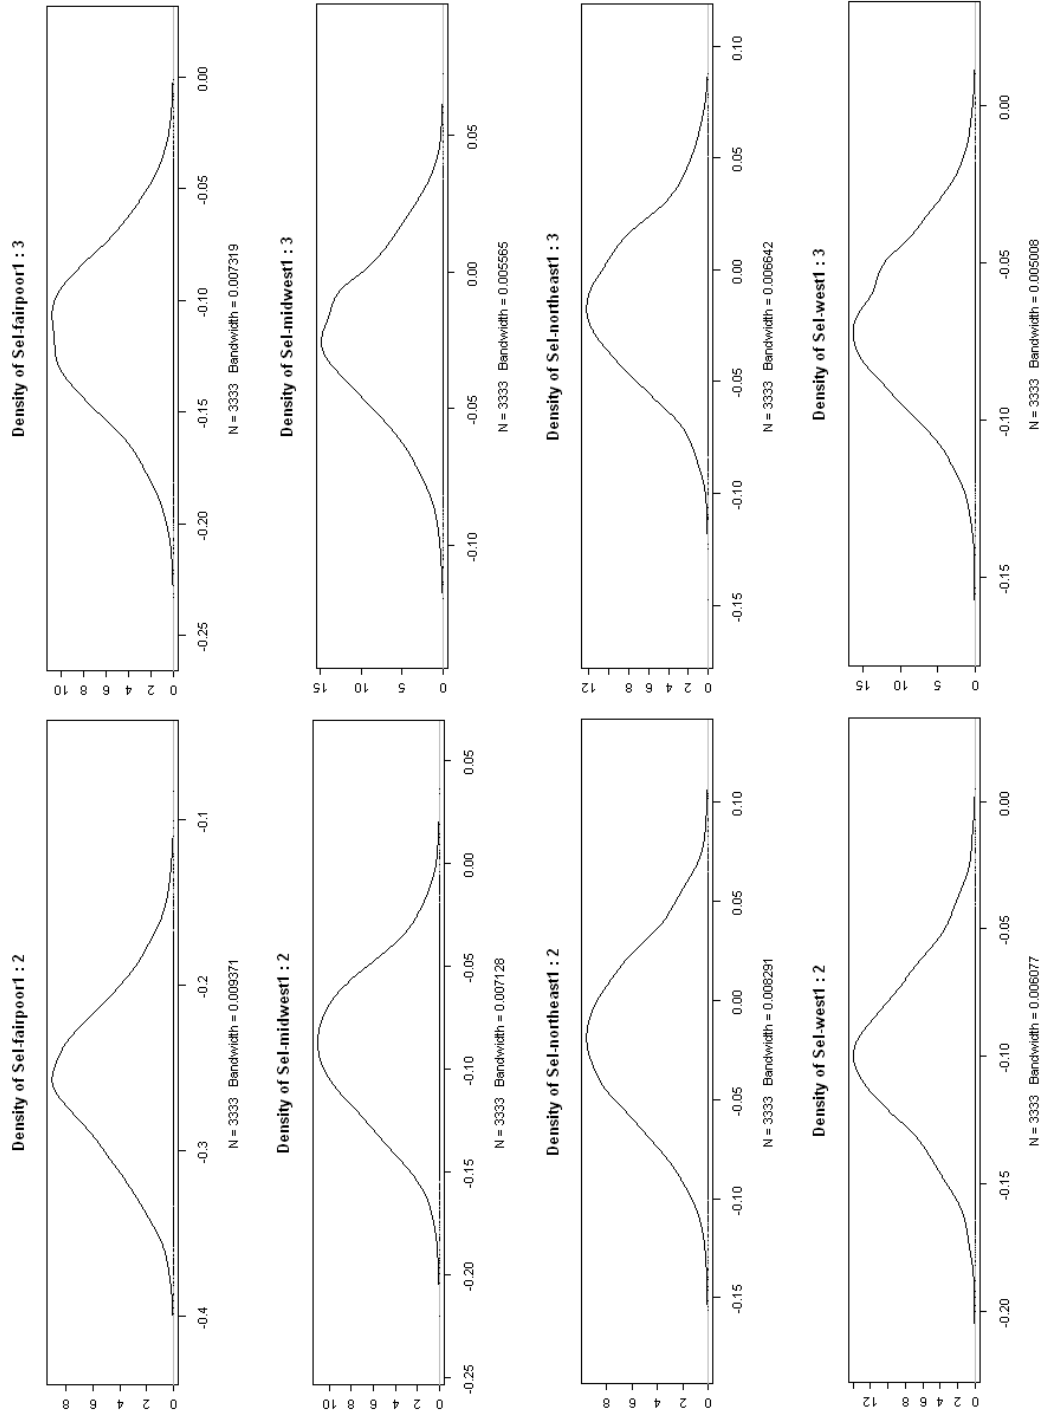 Density of Sel-fairpoor1 : 2
0 2 4 6 8
-0.4 -0.3 -0.2 -0.1
N = 3333 Bandwidth = 0.009371
Density of Sel-fairpoor1 : 3
0 2 4 6 8 10
-0.25 -0.20 -0.15 -0.10 -0.05 0.00
N = 3333 Bandwidth = 0.007319
Density of Sel-midwest1 : 2
0 2 4 6 8 10
-0.25 -0.20 -0.15 -0.10 -0.05 0.00 0.05
N = 3333 Bandwidth = 0.007128
Density of Sel-midwest1 : 3
0 5 10 15
-0.10 -0.05 0.00 0.05
N = 3333 Bandwidth = 0.005565
Density of Sel-northeast1 : 2
0 2 4 6 8
-0.15 -0.10 -0.05 0.00 0.05 0.10
N = 3333 Bandwidth = 0.008291
Density of Sel-northeast1 : 3
0 2 4 6 8 10 12
-0.15 -0.10 -0.05 0.00 0.05 0.10
N = 3333 Bandwidth = 0.006642
Density of Sel-west1 : 2
0 2 4 6 8 12
-0.20 -0.15 -0.10 -0.05 0.00
N = 3333 Bandwidth = 0.006077
Density of Sel-west1 : 3
0 5 10 15
-0.15 -0.10 -0.05 0.00
N = 3333 Bandwidth = 0.005008